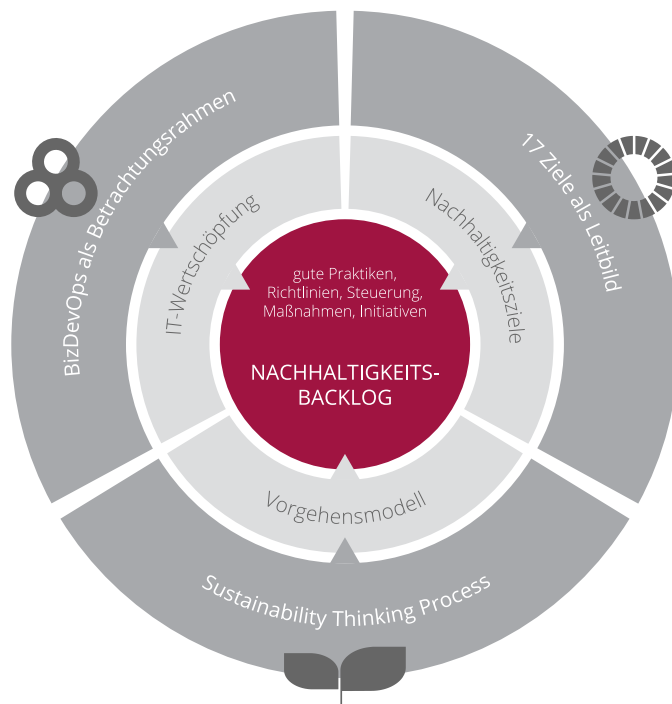 BizDevOps als Betrachtungsrahmen
17 Ziele als Leitbild
IT-Wertschöpfung
Nachhaltigkeitsziele
gute Praktiken,
Richtlinien, Steuerung,
Maßnahmen, Initiativen
NACHHALTIGKEITS-
BACKLOG
Vorgehensmodell
Sustainability Thinking Process